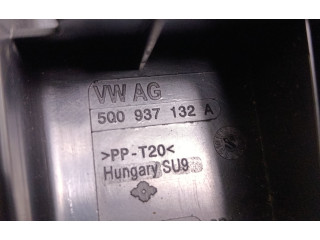 VW AG
5Q0 937 132 A
>PP-T20<
Hungary SU9